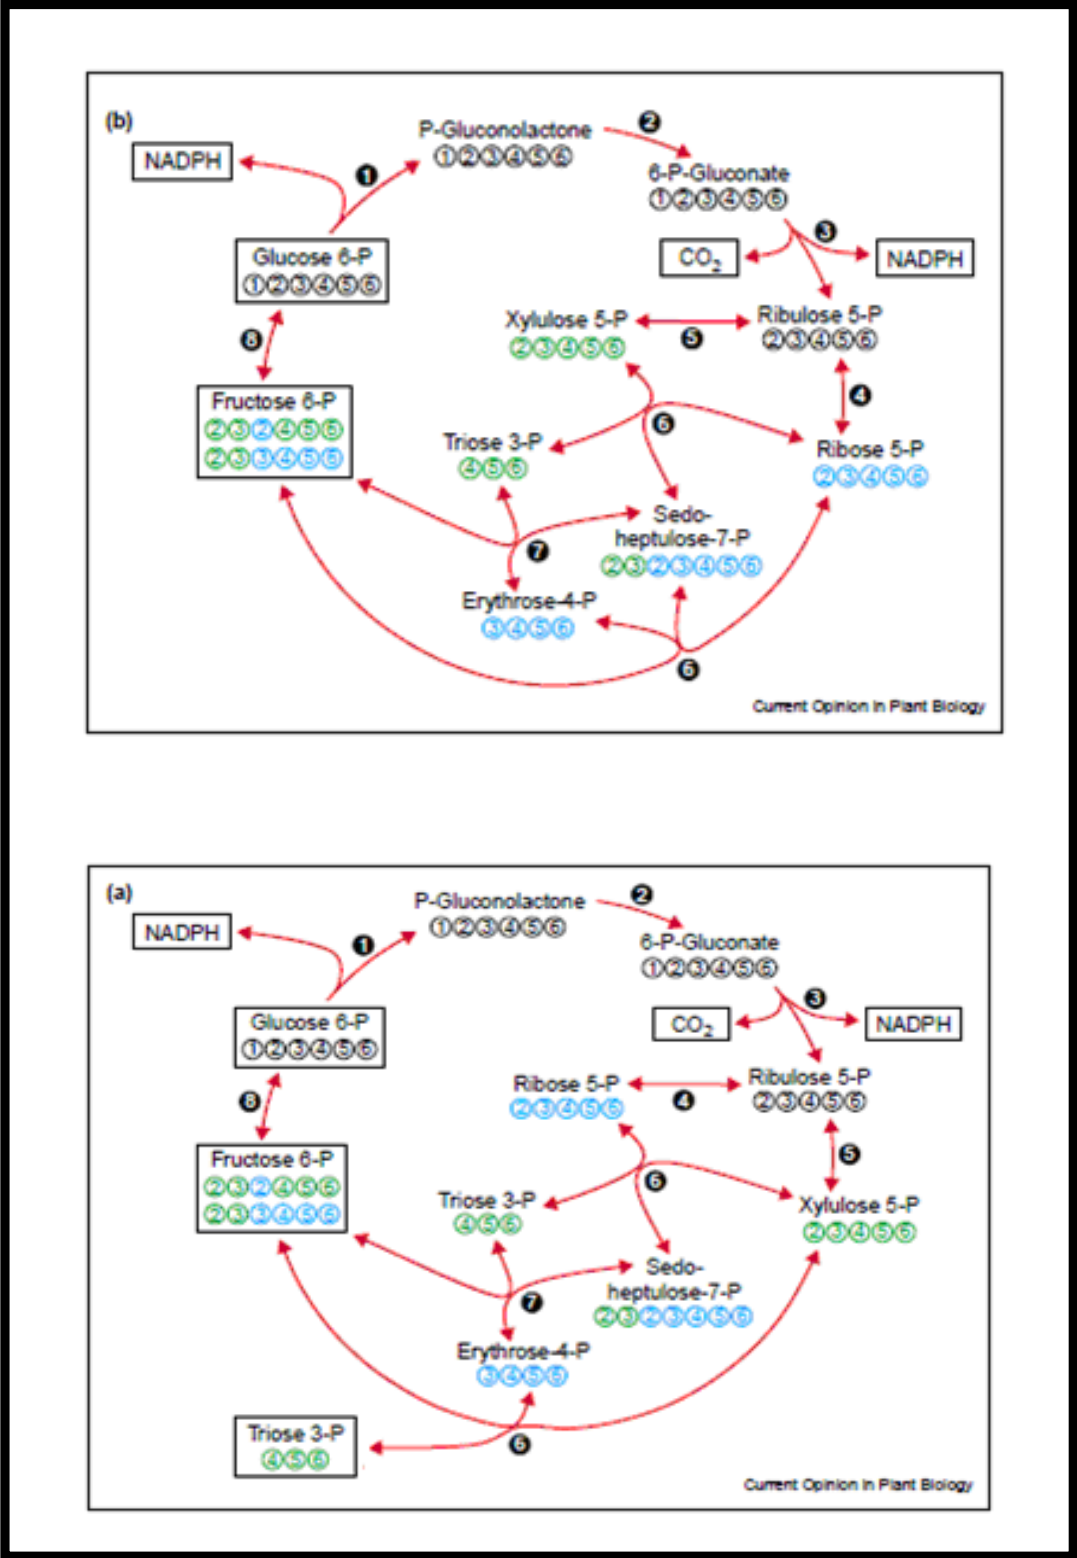 (b)
P-Gluconolactone
①②③④⑤⑥
❷
NADPH
❶
6-P-Gluconate
①②③④⑤⑥
❸
Glucose 6-P
①②③④⑤⑥
CO₂
NADPH
Xylulose 5-P
②③④⑤⑥
❺
Ribulose 5-P
②③④⑤⑥
❽
❹
Fructose 6-P
②③②④⑤⑥
②③③④⑤⑥
❻
Triose 3-P
④⑤⑥
Ribose 5-P
②③④⑤⑥
Sedo-
heptulose-7-P
②③②③④⑤⑥
❼
Erythrose-4-P
③④⑤⑥
❻
Current Opinion in Plant Biology
(a)
P-Gluconolactone
①②③④⑤⑥
❷
NADPH
❶
6-P-Gluconate
①②③④⑤⑥
❸
Glucose 6-P
①②③④⑤⑥
CO₂
NADPH
Ribose 5-P
②③④⑤⑥
❹
Ribulose 5-P
②③④⑤⑥
❽
❺
Fructose 6-P
②③②④⑤⑥
②③③④⑤⑥
❻
Triose 3-P
④⑤⑥
Xylulose 5-P
②③④⑤⑥
Sedo-
heptulose-7-P
②③②③④⑤⑥
❼
Erythrose-4-P
③④⑤⑥
Triose 3-P
④⑤⑥
❻
Current Opinion in Plant Biology